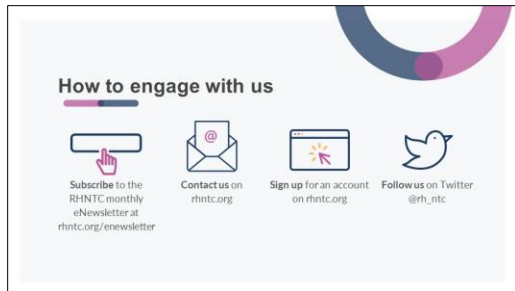 How to engage with us
@
Subscribe to the
RHNTC monthly
eNewsletter at
rhntc.org/enewsletter
Contact us on
rhntc.org
Sign up for an account
on rhntc.org
Follow us on Twitter
@rh_ntc